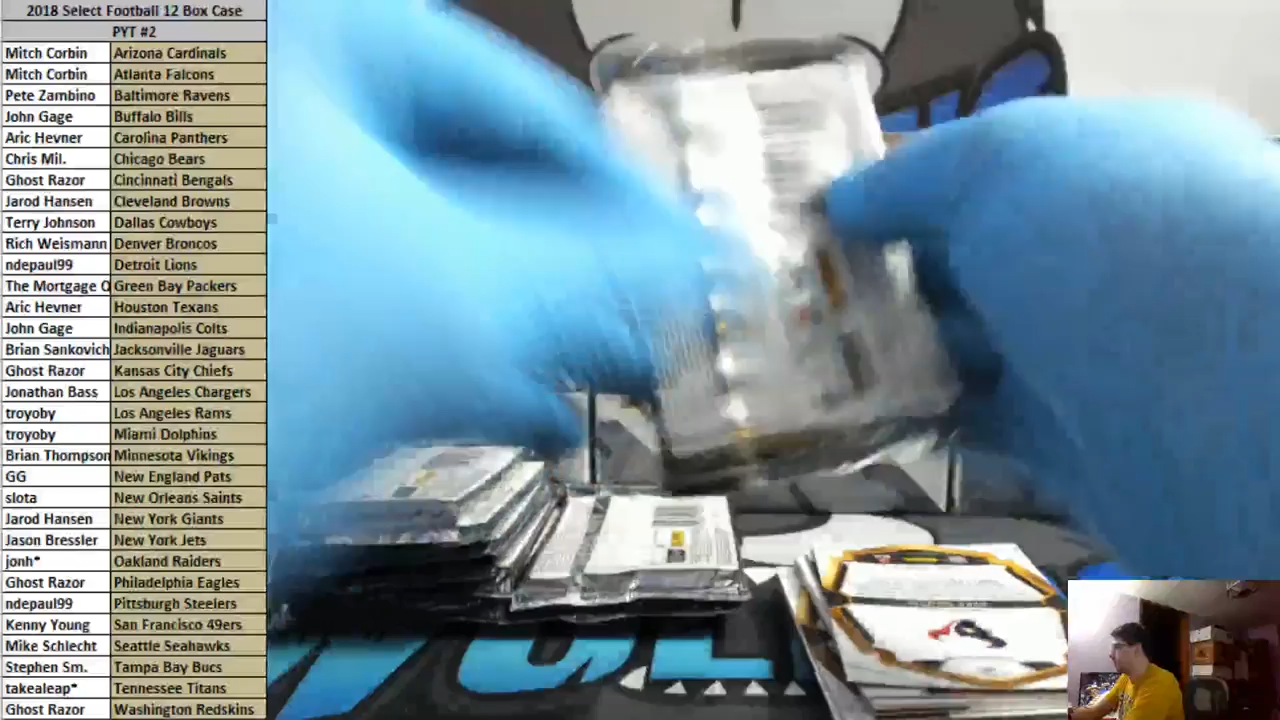 2018 Select Football 12 Box Case
PYT #2
Mitch Corbin Arizona Cardinals
Mitch Corbin Atlanta Falcons
Pete Zambino Baltimore Ravens
John Gage Buffalo Bills
Aric Hevner Carolina Panthers
Chris Mil. Chicago Bears
Ghost Razor Cincinnati Bengals
Jarod Hansen Cleveland Browns
Terry Johnson Dallas Cowboys
Rich Weismann Denver Broncos
ndepaul99 Detroit Lions
The Mortgage Q Green Bay Packers
Aric Hevner Houston Texans
John Gage Indianapolis Colts
Brian Sankovich Jacksonville Jaguars
Ghost Razor Kansas City Chiefs
Jonathan Bass Los Angeles Chargers
troyoby Los Angeles Rams
troyoby Miami Dolphins
Brian Thompson Minnesota Vikings
GG New England Pats
slota New Orleans Saints
Jarod Hansen New York Giants
Jason Bressler New York Jets
jonh* Oakland Raiders
Ghost Razor Philadelphia Eagles
ndepaul99 Pittsburgh Steelers
Kenny Young San Francisco 49ers
Mike Schlecht Seattle Seahawks
Stephen Sm. Tampa Bay Bucs
takealeap* Tennessee Titans
Ghost Razor Washington Redskins